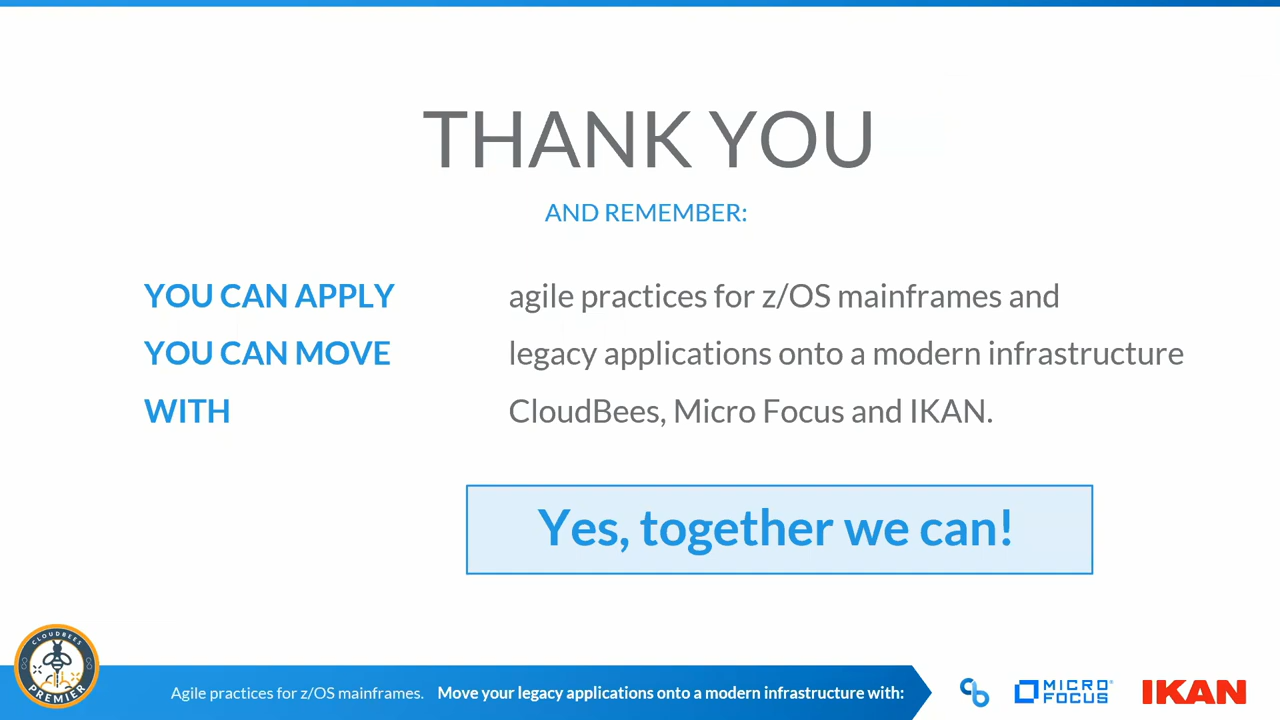 THANK YOU
AND REMEMBER:
YOU CAN APPLY agile practices for z/OS mainframes and
YOU CAN MOVE legacy applications onto a modern infrastructure
WITH CloudBees, Micro Focus and IKAN.
Yes, together we can!
CLOUDBEES
PREMIER
Agile practices for z/OS mainframes. Move your legacy applications onto a modern infrastructure with:
MICRO
FOCUS
IKAN